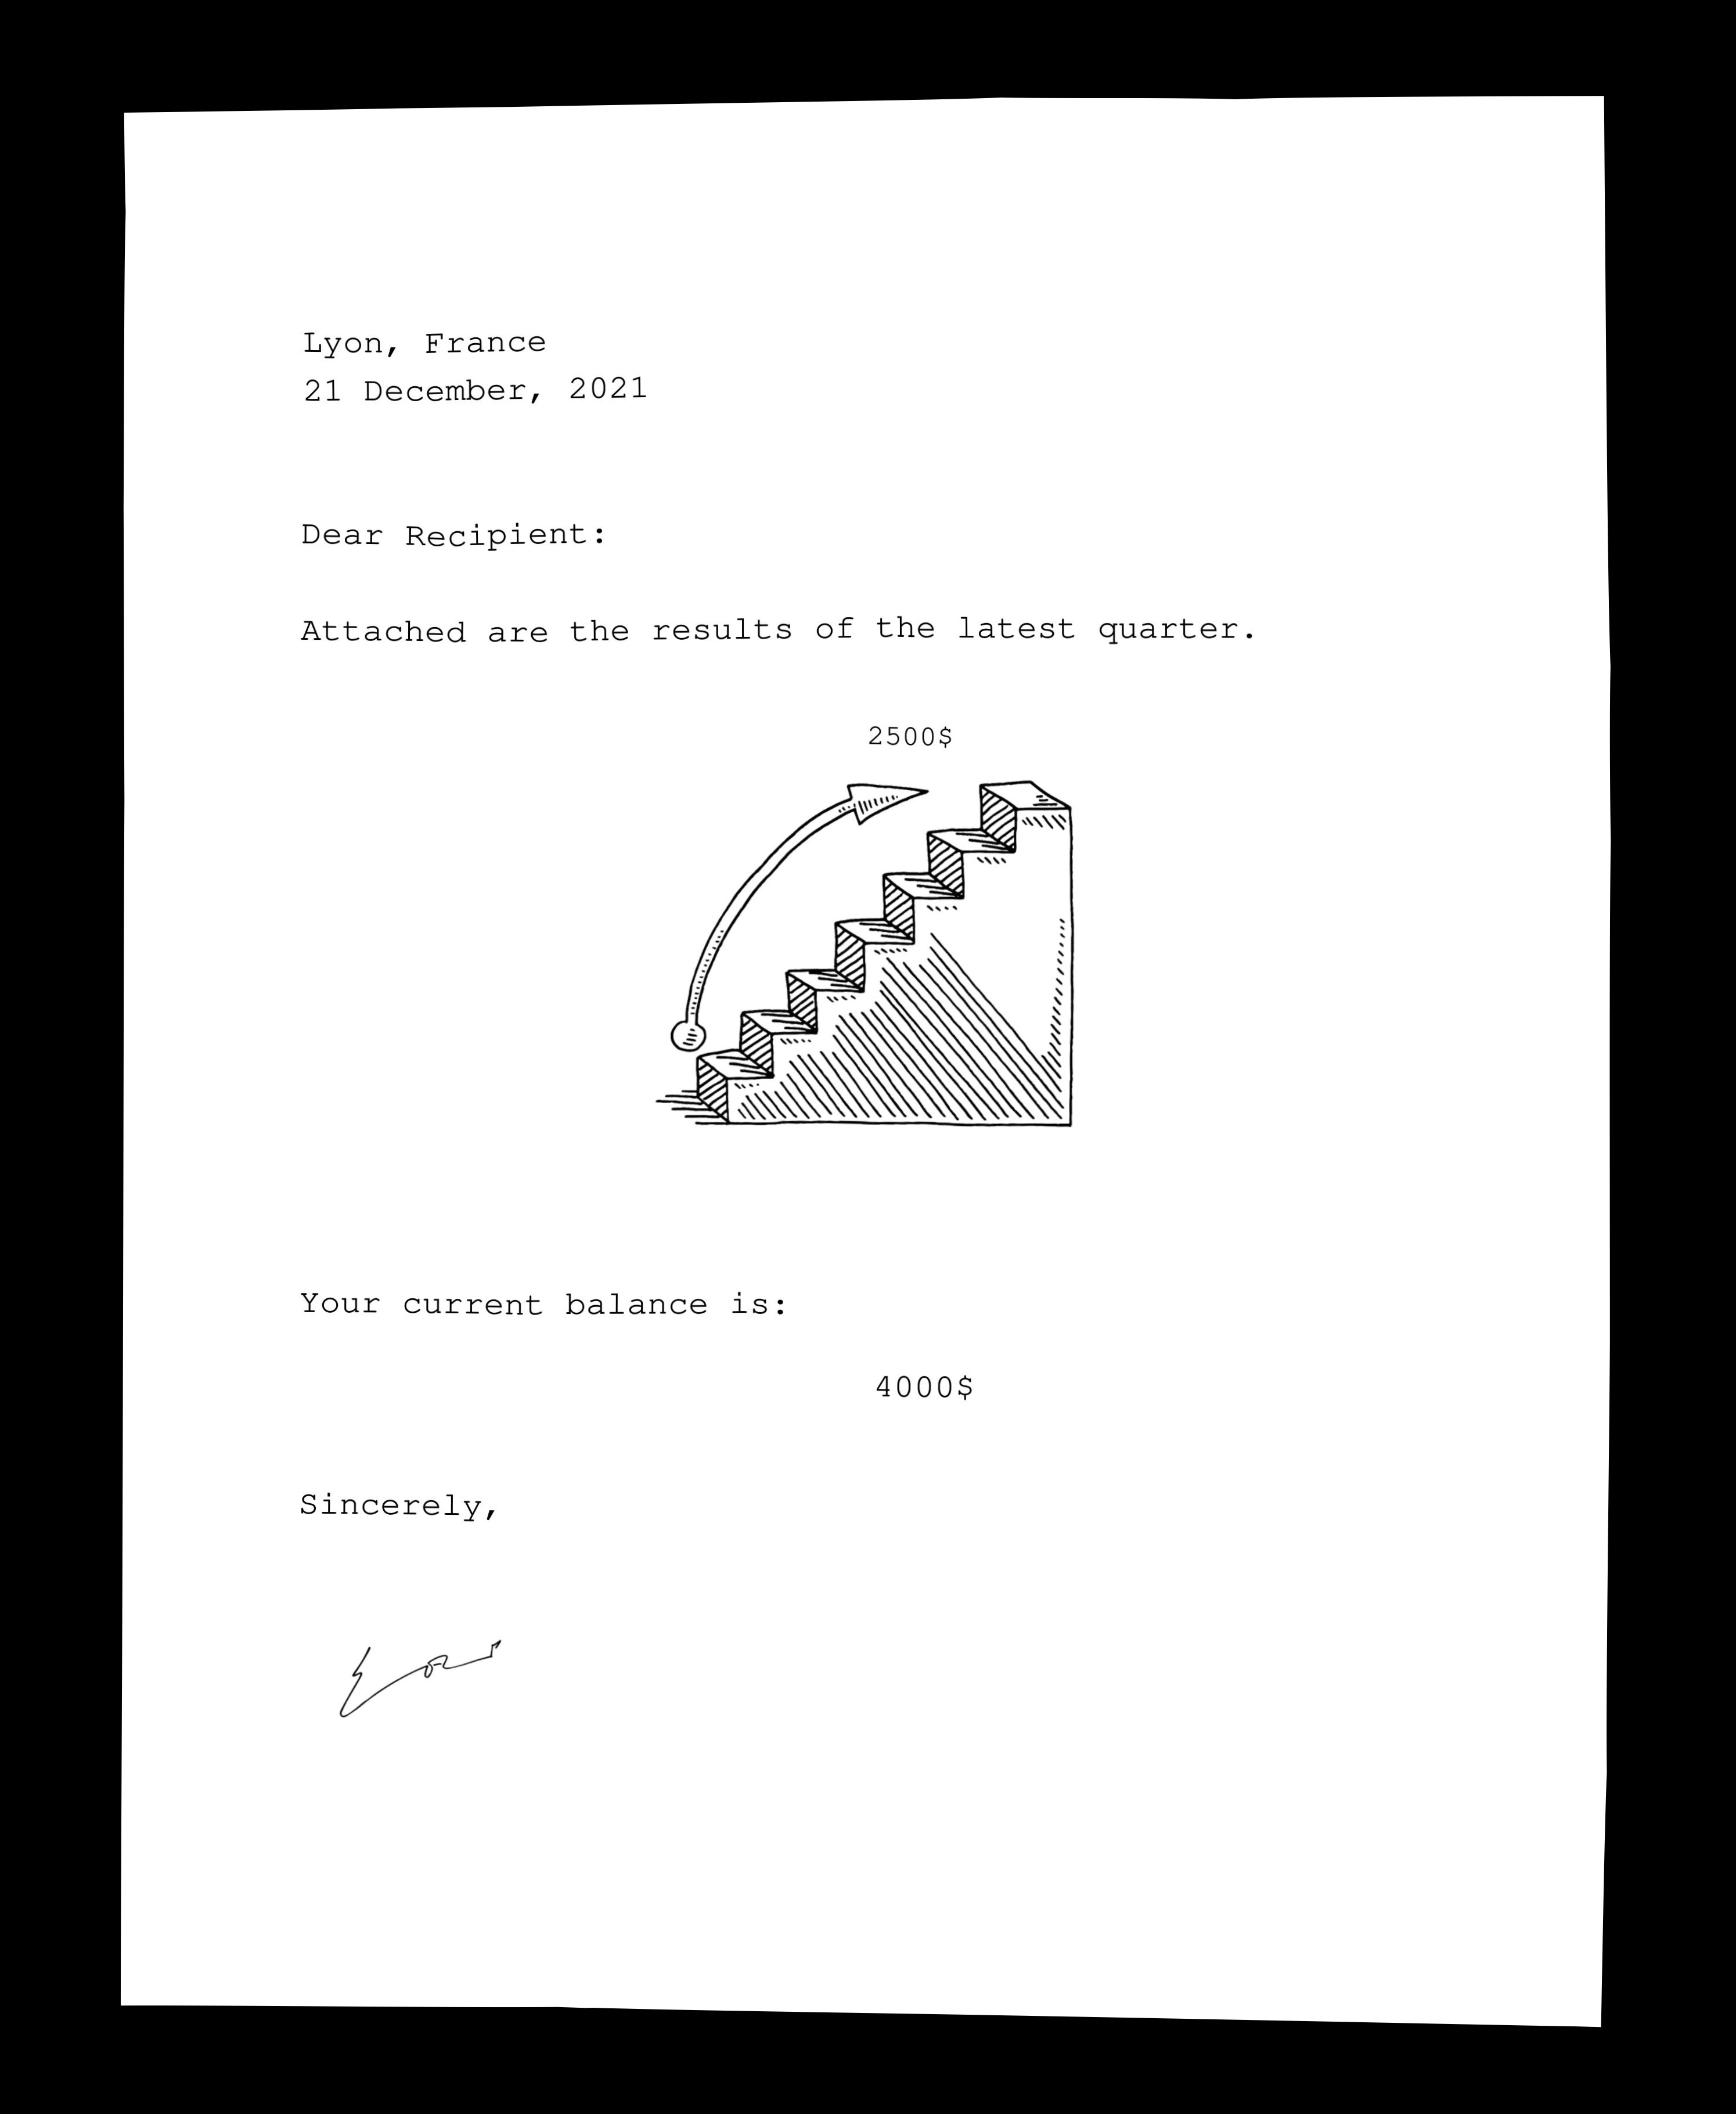 Lyon, France
21 December, 2021
Dear Recipient:
Attached are the results of the latest quarter.
2500$
Your current balance is:
4000$
Sincerely,